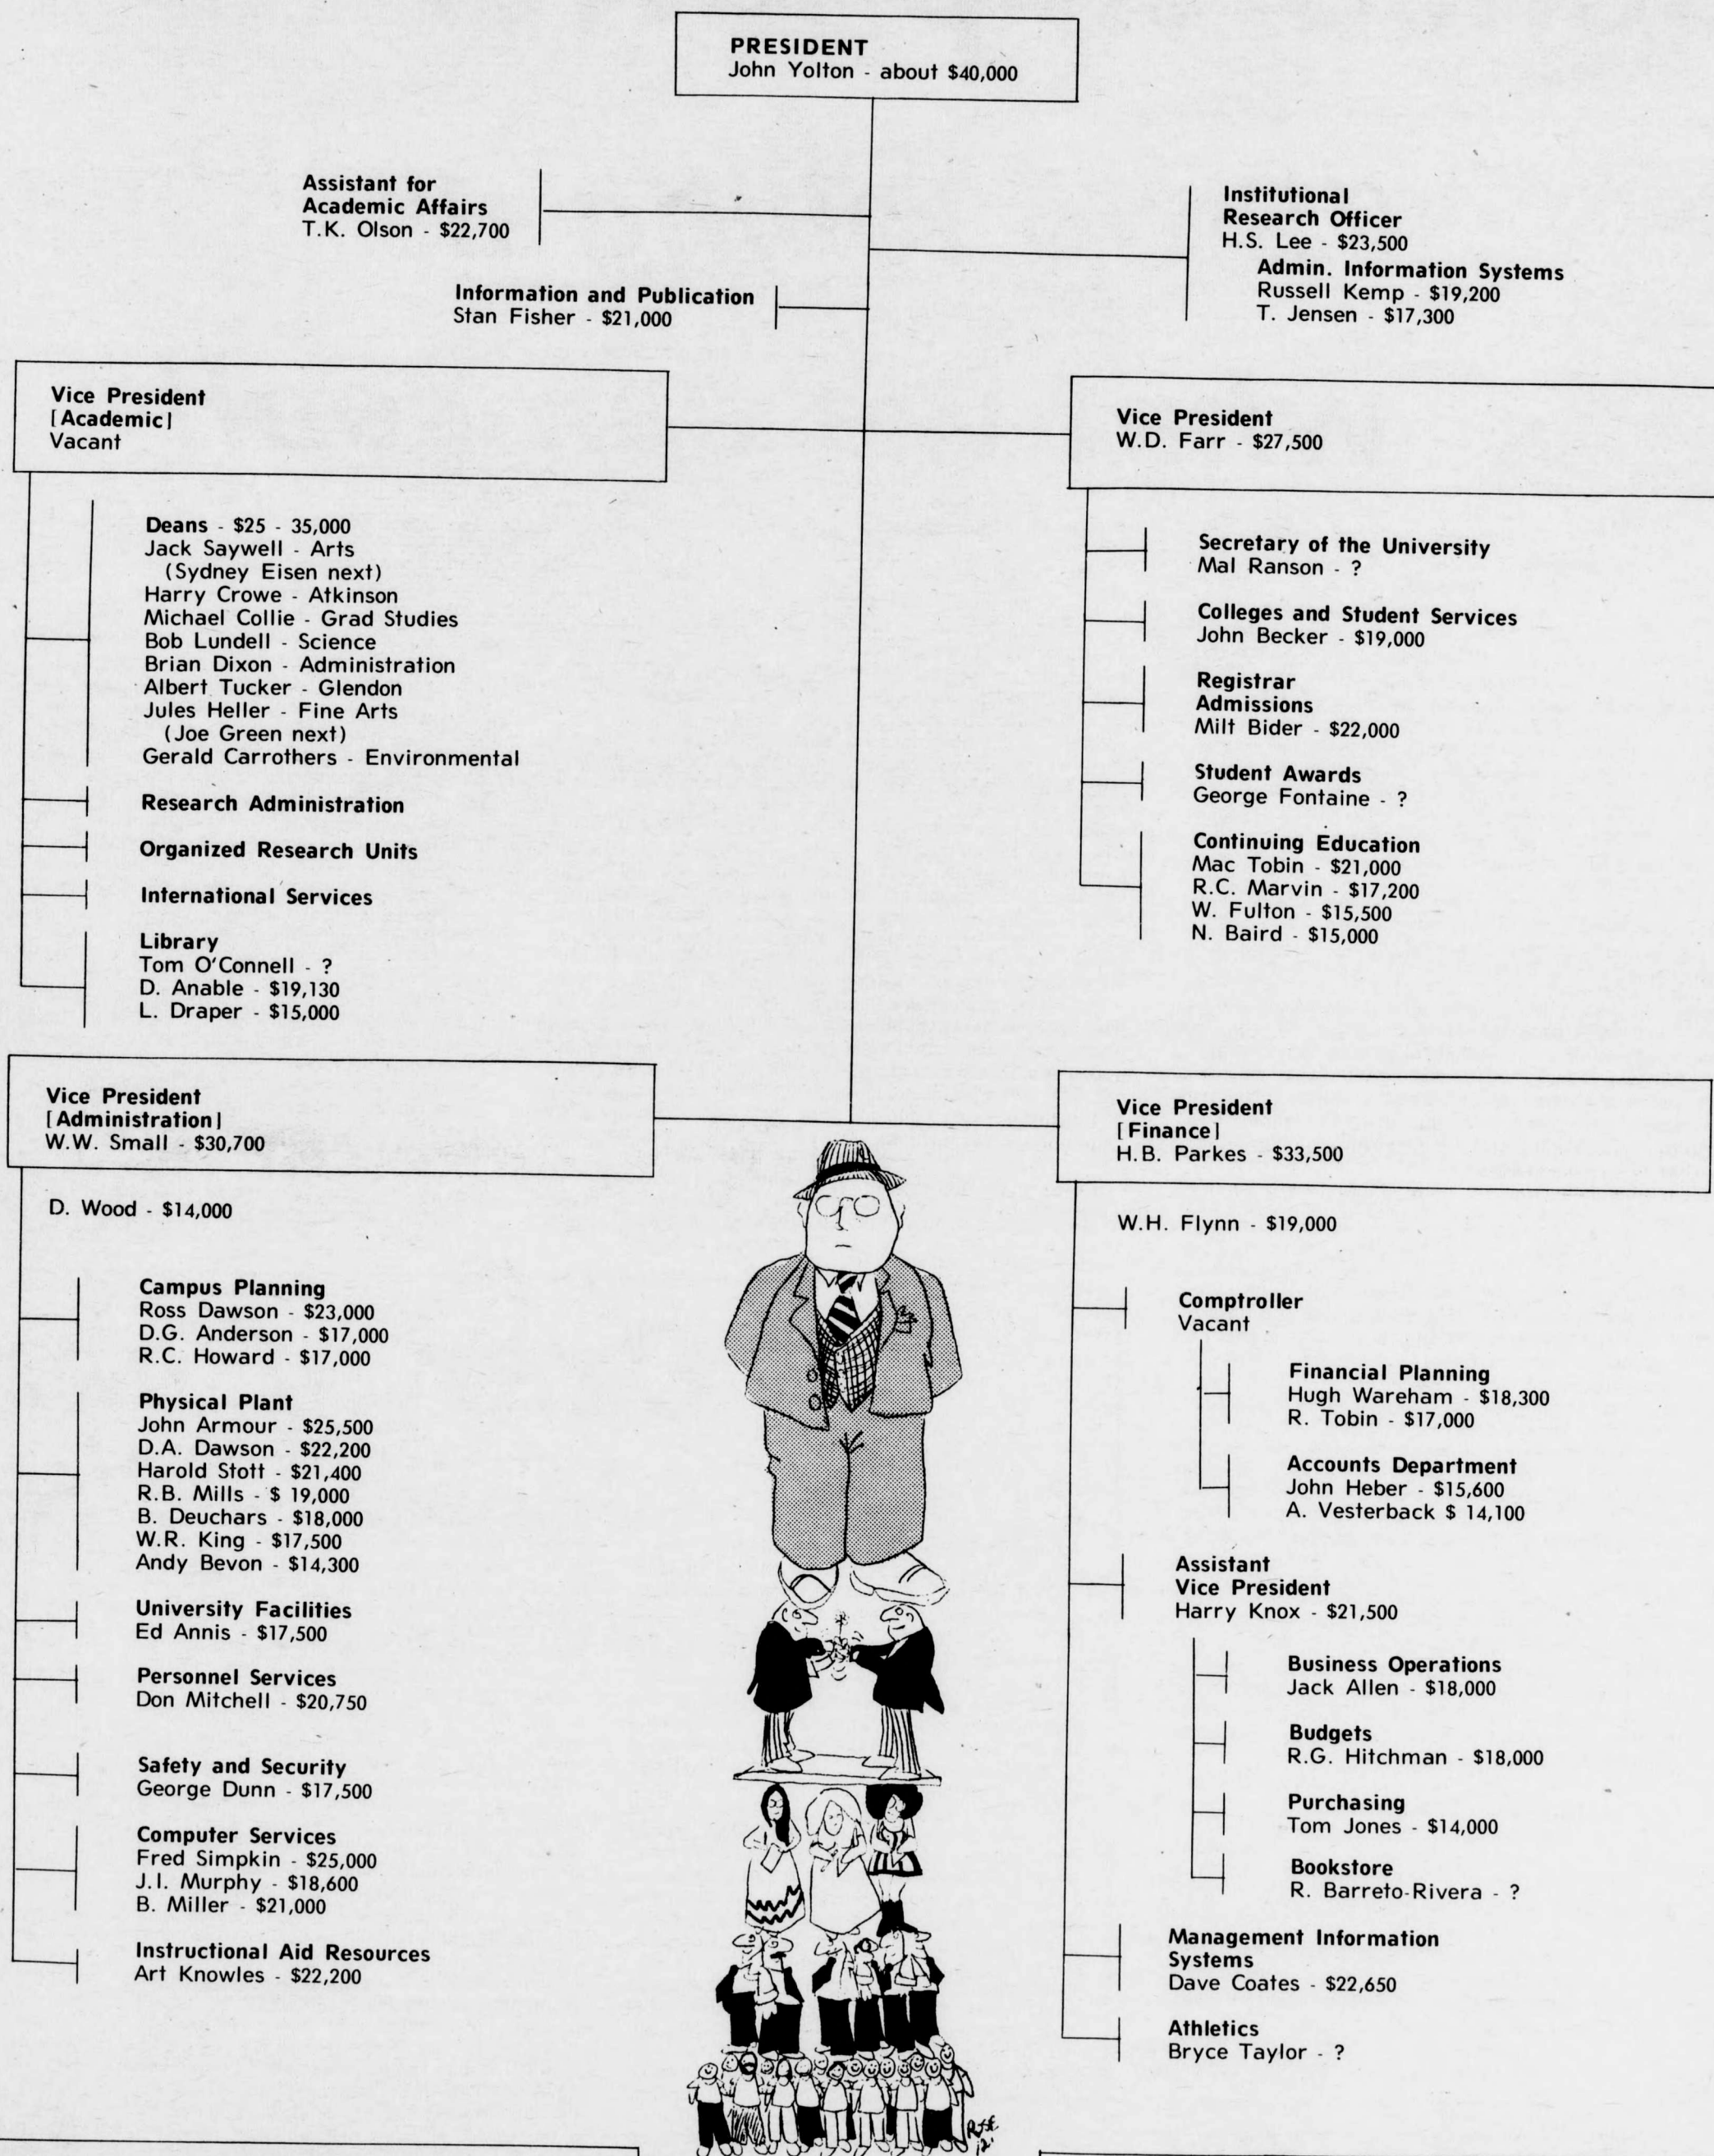 PRESIDENT
John Yolton - about $40,000
Assistant for
Academic Affairs
T.K. Olson - $22,700
Institutional
Research Officer
H.S. Lee - $23,500
Admin. Information Systems
Russell Kemp - $19,200
T. Jensen - $17,300
Information and Publication
Stan Fisher - $21,000
Vice President
[Academic]
Vacant
Deans - $25 - 35,000
Jack Saywell - Arts
(Sydney Eisen next)
Harry Crowe - Atkinson
Michael Collie - Grad Studies
Bob Lundell - Science
Brian Dixon - Administration
Albert Tucker - Glendon
Jules Heller - Fine Arts
(Joe Green next)
Gerald Carrothers - Environmental
Research Administration
Organized Research Units
International Services
Library
Tom O'Connell - ?
D. Anable - $19,130
L. Draper - $15,000
Vice President
W.D. Farr - $27,500
Secretary of the University
Mal Ranson - ?
Colleges and Student Services
John Becker - $19,000
Registrar
Admissions
Milt Bider - $22,000
Student Awards
George Fontaine - ?
Continuing Education
Mac Tobin - $21,000
R.C. Marvin - $17,200
W. Fulton - $15,500
N. Baird - $15,000
Vice President
[Administration]
W.W. Small - $30,700
D. Wood - $14,000
Campus Planning
Ross Dawson - $23,000
D.G. Anderson - $17,000
R.C. Howard - $17,000
Physical Plant
John Armour - $25,500
D.A. Dawson - $22,200
Harold Stott - $21,400
R.B. Mills - $ 19,000
B. Deuchars - $18,000
W.R. King - $17,500
Andy Bevon - $14,300
University Facilities
Ed Annis - $17,500
Personnel Services
Don Mitchell - $20,750
Safety and Security
George Dunn - $17,500
Computer Services
Fred Simpkin - $25,000
J.I. Murphy - $18,600
B. Miller - $21,000
Instructional Aid Resources
Art Knowles - $22,200
Vice President
[Finance]
H.B. Parkes - $33,500
W.H. Flynn - $19,000
Comptroller
Vacant
Financial Planning
Hugh Wareham - $18,300
R. Tobin - $17,000
Accounts Department
John Heber - $15,600
A. Vesterback $ 14,100
Assistant
Vice President
Harry Knox - $21,500
Business Operations
Jack Allen - $18,000
Budgets
R.G. Hitchman - $18,000
Purchasing
Tom Jones - $14,000
Bookstore
R. Barreto-Rivera - ?
Management Information
Systems
Dave Coates - $22,650
Athletics
Bryce Taylor - ?